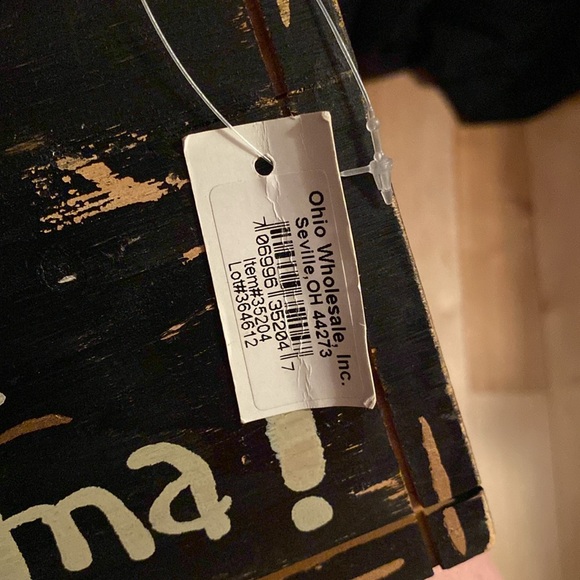 Ohio Wholesale, Inc.
Seville,OH 44273
7 06996 35204 7
Item#35204
Lot#364612
ma!